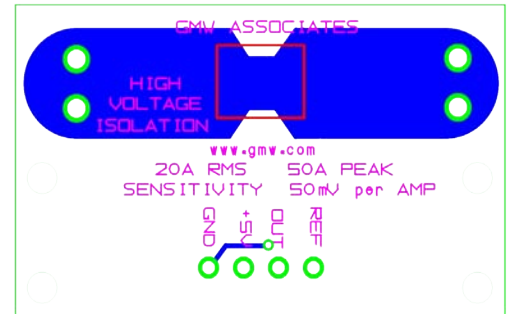 GMW ASSOCIATES
HIGH
VOLTAGE
ISOLATION
www.gmw.com
20A RMS 50A PEAK
SENSITIVITY 50mV per AMP
GND +5V OUT REF